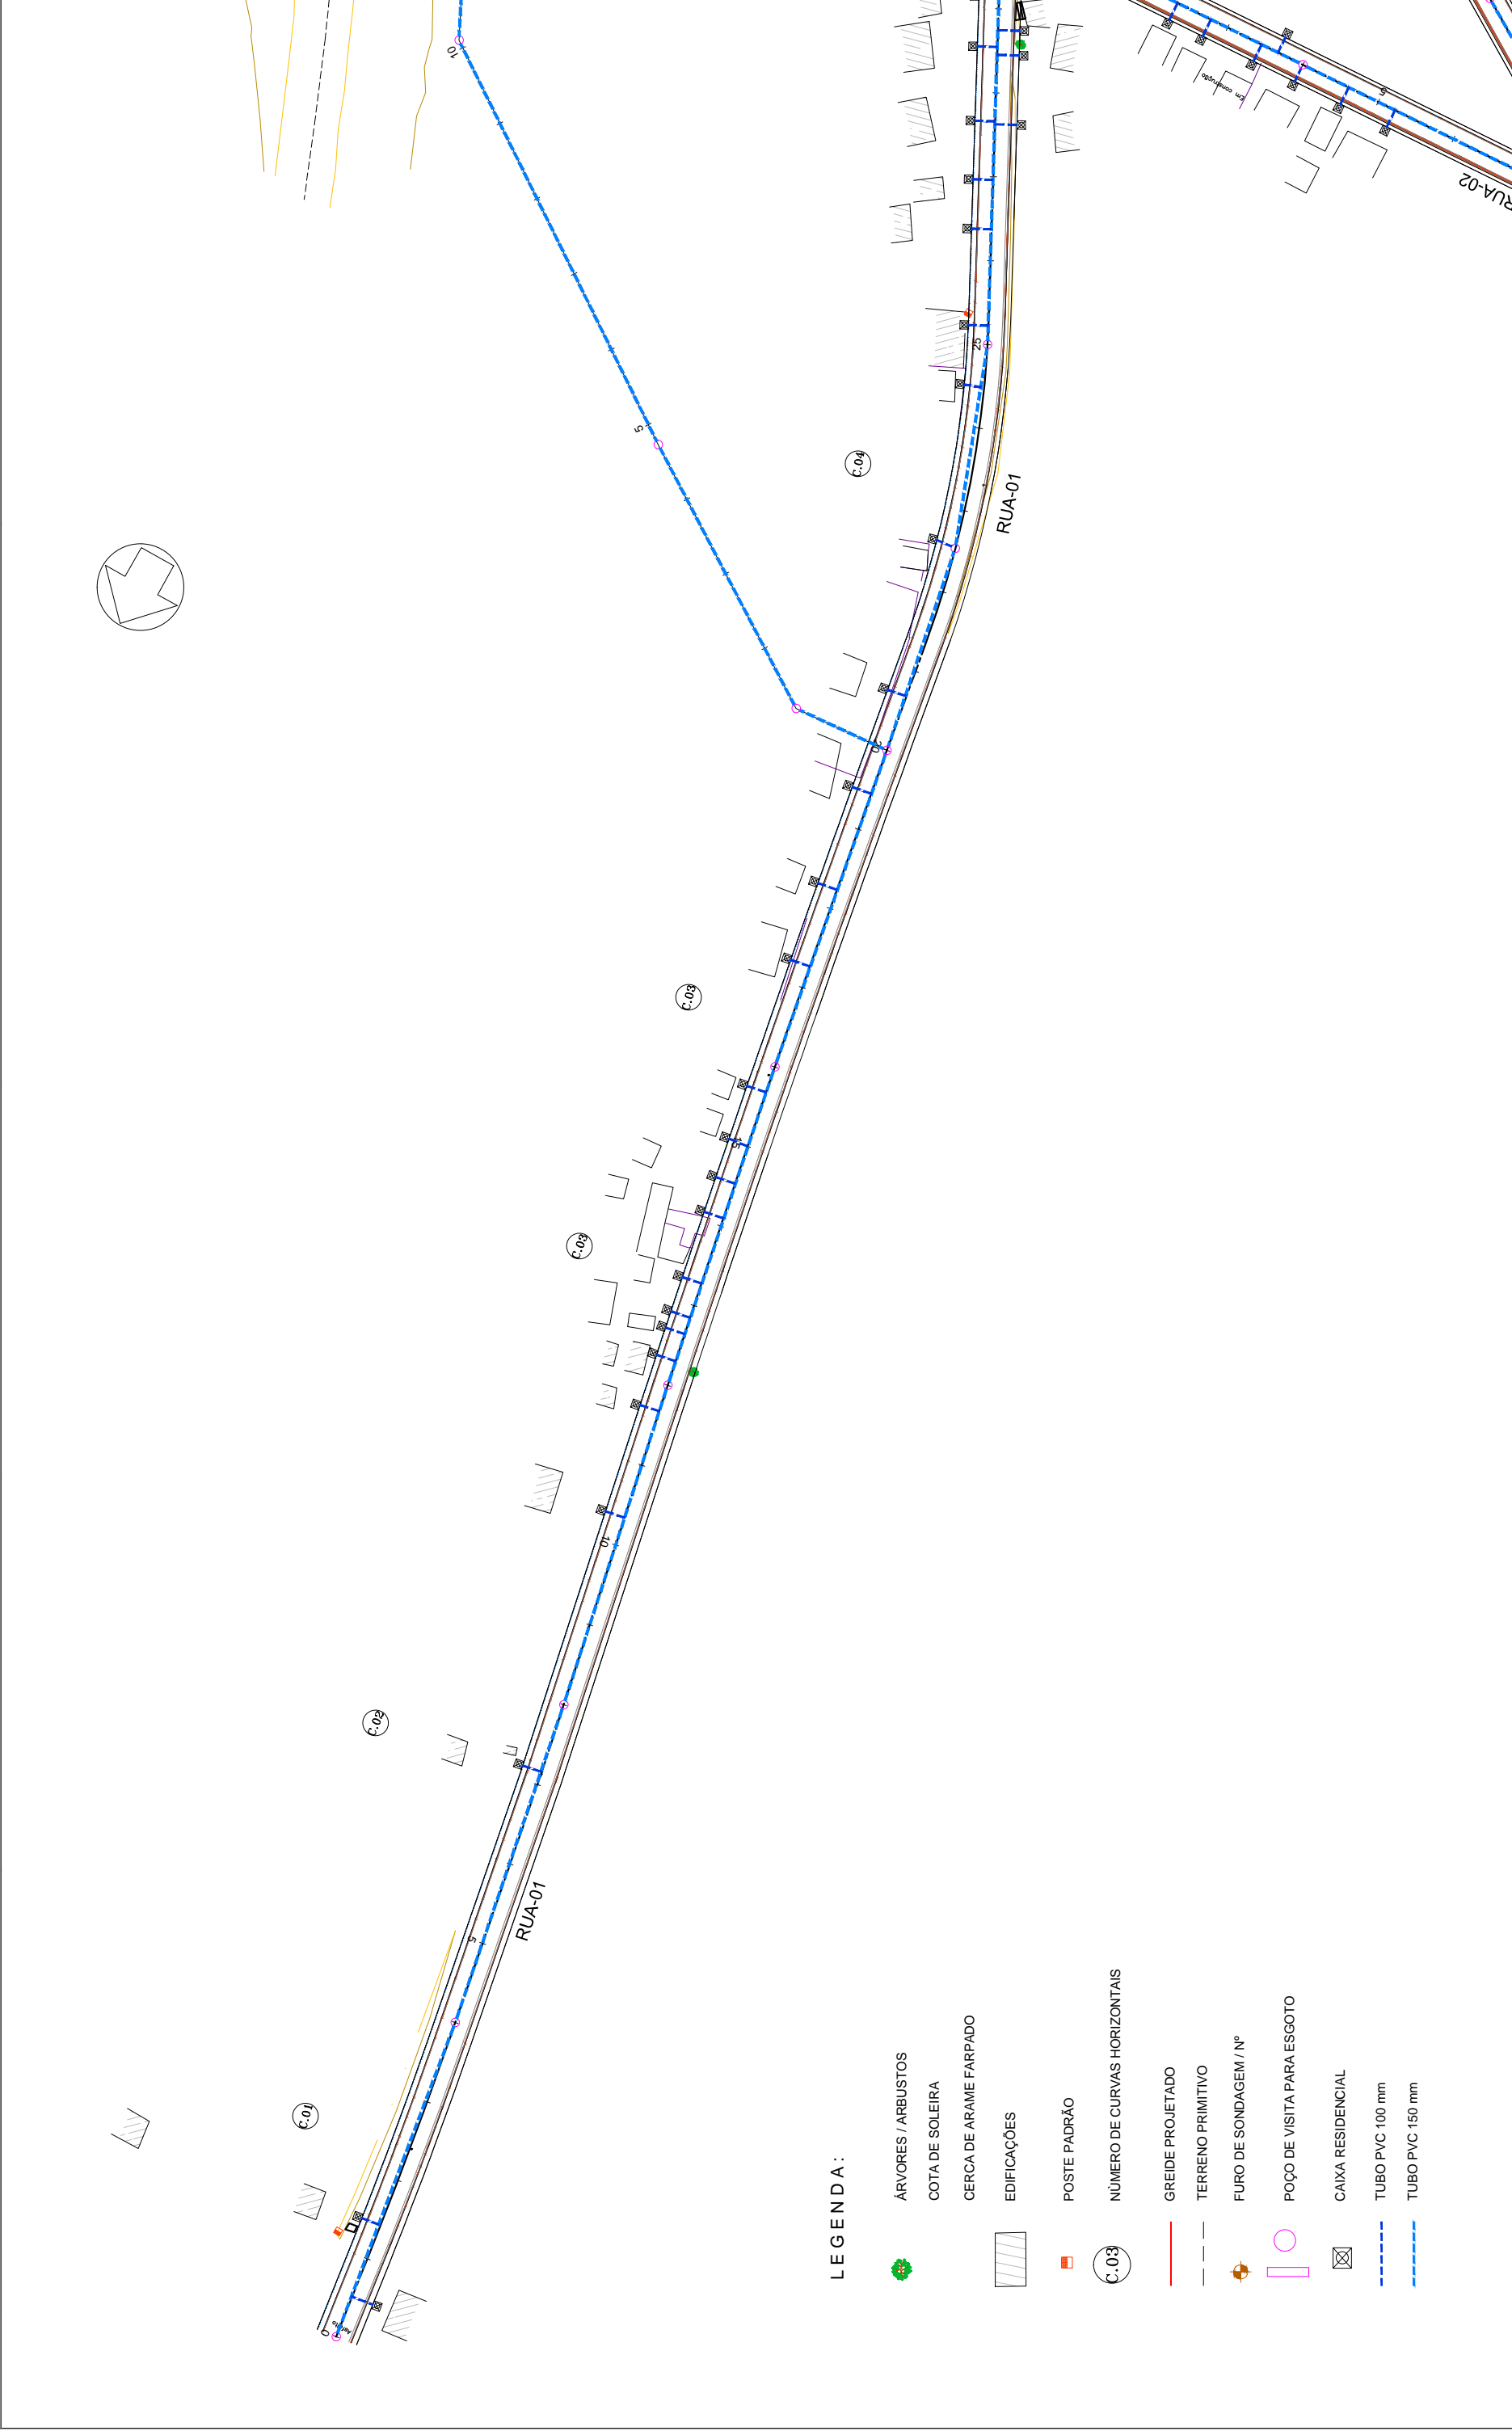 10
Em construção
5
RUA-02
25
5
C.04
RUA-01
20
C.03
15
C.03
10
C.02
RUA-01
5
C.01
0
LEGENDA:
ÁRVORES / ARBUSTOS
COTA DE SOLEIRA
CERCA DE ARAME FARPADO
EDIFICAÇÕES
POSTE PADRÃO
C.03
NÚMERO DE CURVAS HORIZONTAIS
GREIDE PROJETADO
TERRENO PRIMITIVO
FURO DE SONDAGEM / Nº
POÇO DE VISITA PARA ESGOTO
CAIXA RESIDENCIAL
TUBO PVC 100 mm
TUBO PVC 150 mm